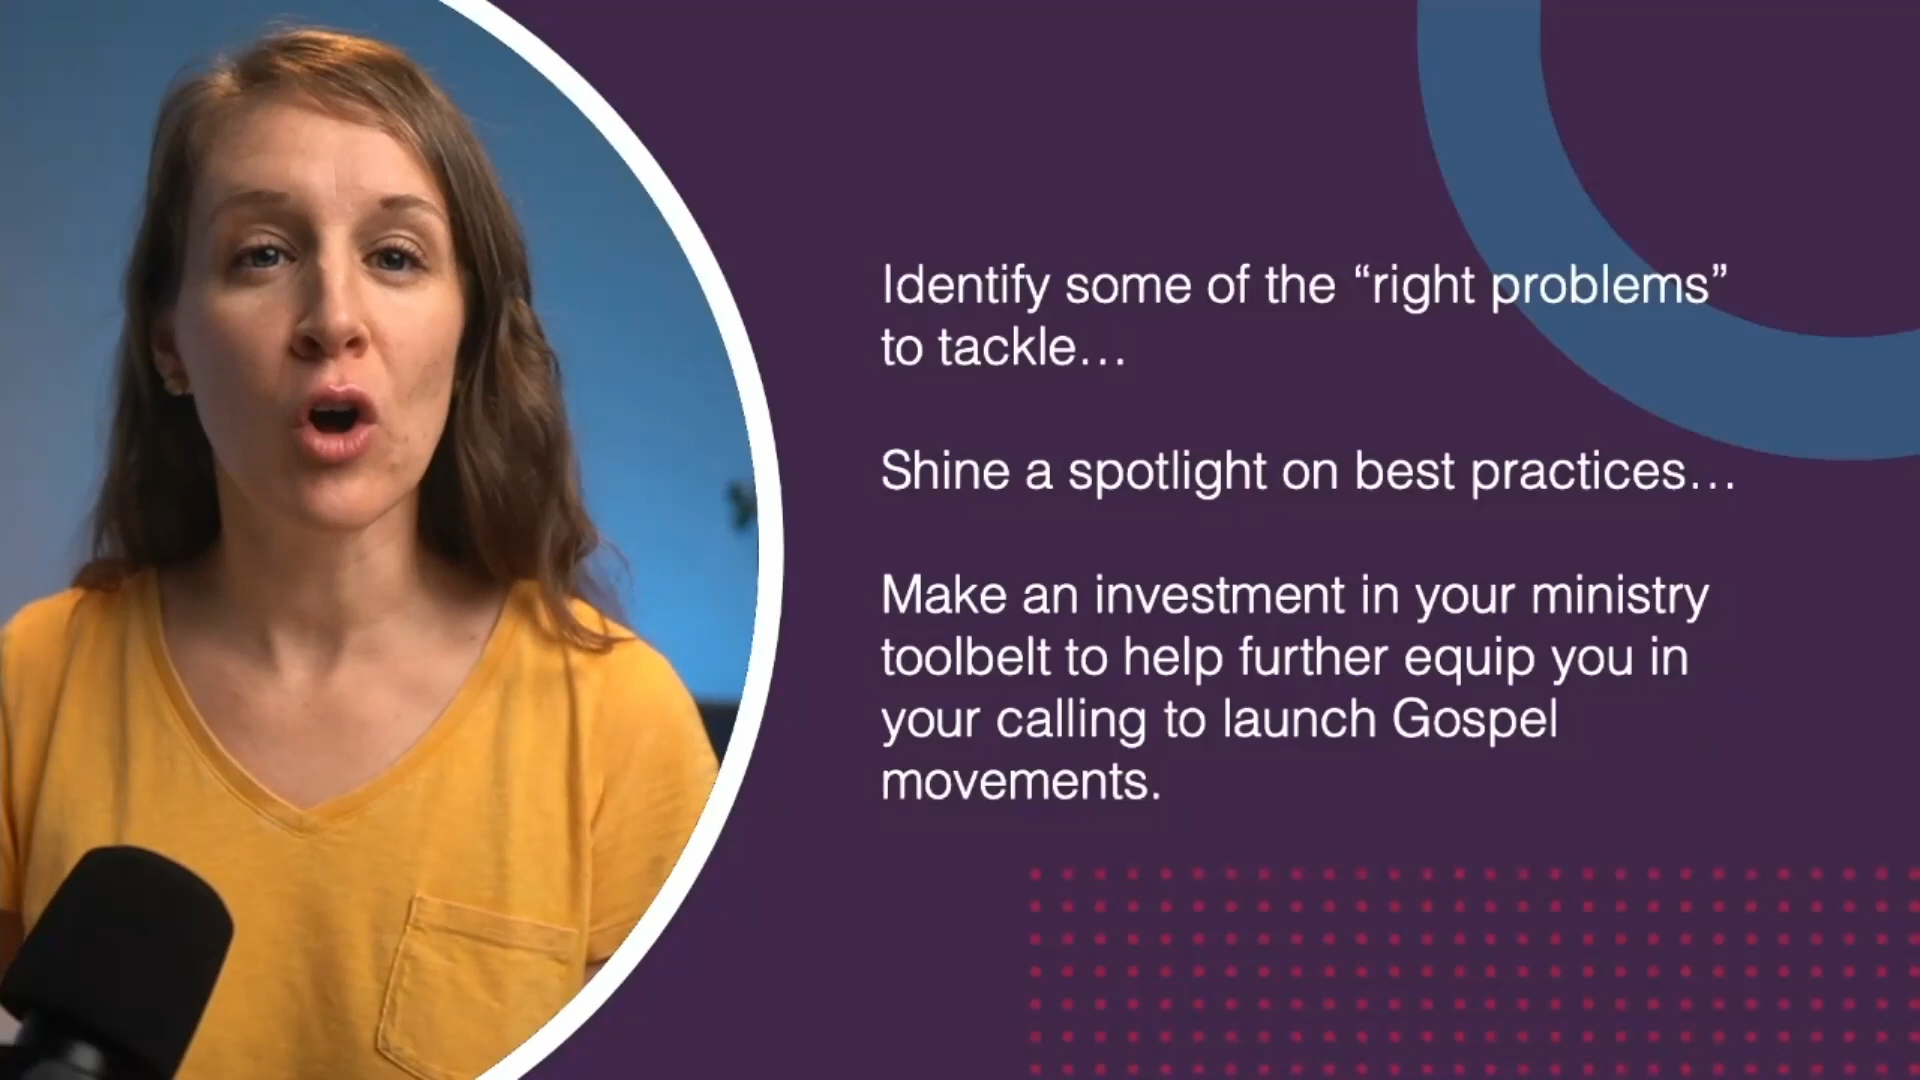 Identify some of the “right problems”
to tackle…
Shine a spotlight on best practices…
Make an investment in your ministry
toolbelt to help further equip you in
your calling to launch Gospel
movements.